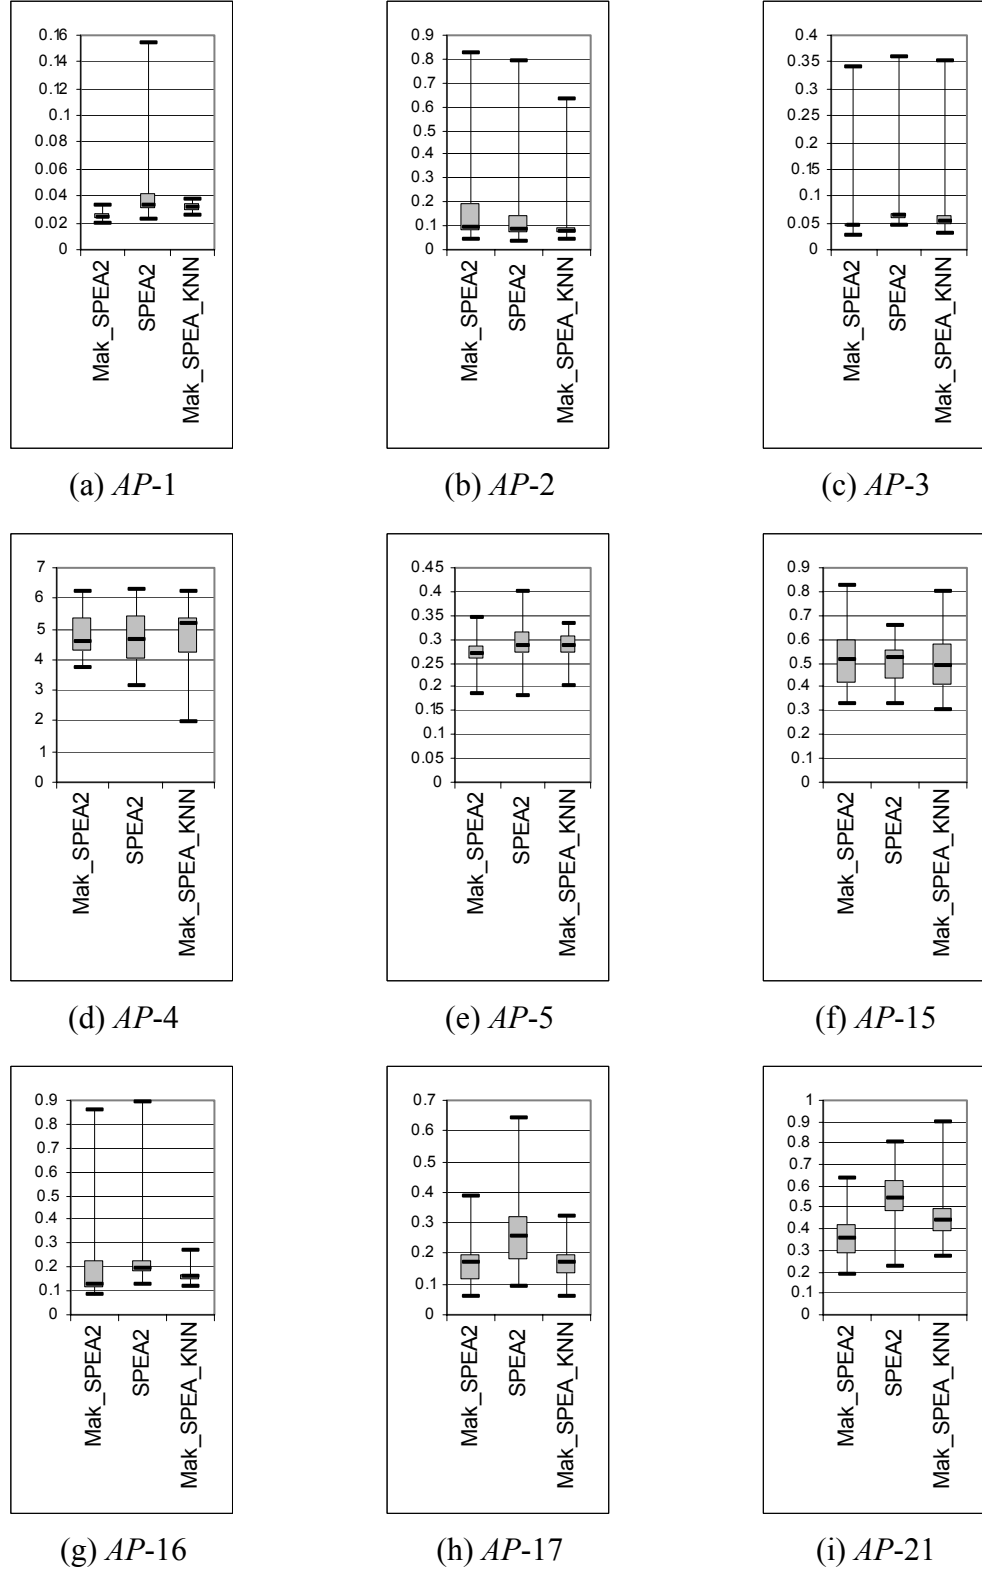 0.16
0.14
0.12
0.1
0.08
0.06
0.04
0.02
0
Mak_SPEA2
SPEA2
Mak_SPEA_KNN
(a) AP-1
0.9
0.8
0.7
0.6
0.5
0.4
0.3
0.2
0.1
0
Mak_SPEA2
SPEA2
Mak_SPEA_KNN
(b) AP-2
0.4
0.35
0.3
0.25
0.2
0.15
0.1
0.05
0
Mak_SPEA2
SPEA2
Mak_SPEA_KNN
(c) AP-3
7
6
5
4
3
2
1
0
Mak_SPEA2
SPEA2
Mak_SPEA_KNN
(d) AP-4
0.45
0.4
0.35
0.3
0.25
0.2
0.15
0.1
0.05
0
Mak_SPEA2
SPEA2
Mak_SPEA_KNN
(e) AP-5
0.9
0.8
0.7
0.6
0.5
0.4
0.3
0.2
0.1
0
Mak_SPEA2
SPEA2
Mak_SPEA_KNN
(f) AP-15
0.9
0.8
0.7
0.6
0.5
0.4
0.3
0.2
0.1
0
Mak_SPEA2
SPEA2
Mak_SPEA_KNN
(g) AP-16
0.7
0.6
0.5
0.4
0.3
0.2
0.1
0
Mak_SPEA2
SPEA2
Mak_SPEA_KNN
(h) AP-17
1
0.9
0.8
0.7
0.6
0.5
0.4
0.3
0.2
0.1
0
Mak_SPEA2
SPEA2
Mak_SPEA_KNN
(i) AP-21